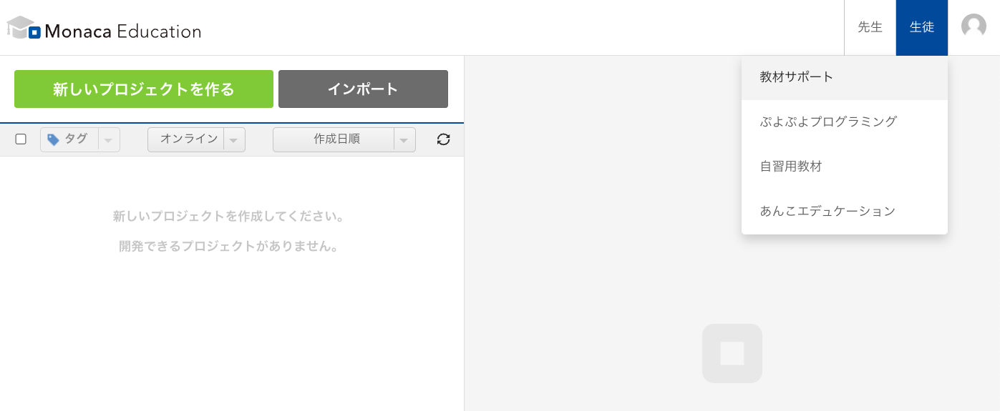 Monaca Education
先生
生徒
新しいプロジェクトを作る
インポート
教材サポート
ぷよぷよプログラミング
自習用教材
あんこエデュケーション
タグ
オンライン
作成日順
新しいプロジェクトを作成してください。
開発できるプロジェクトがありません。